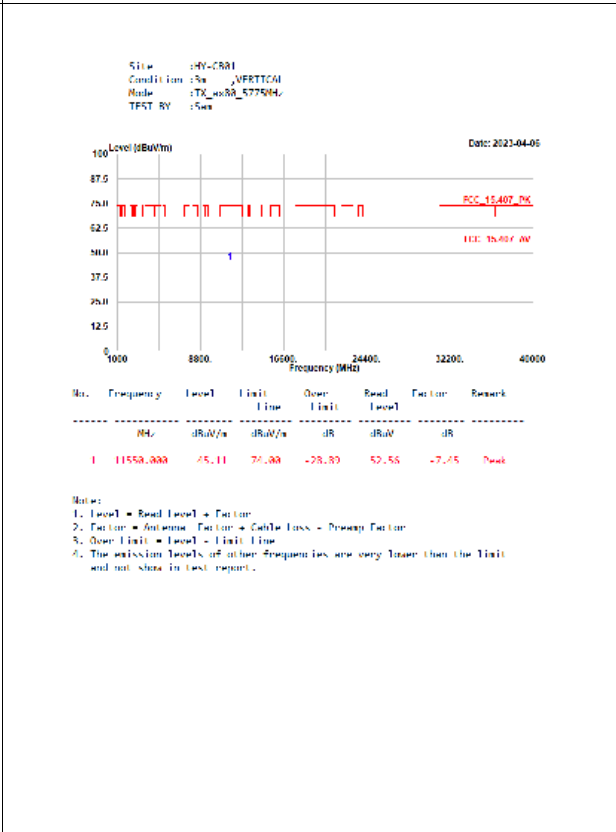 Site :HY-CB01
Condition :3m ,VERTICAL
Mode :TX_ax80_5775MHz
TEST BY :Sam
Level (dBuV/m)
Date: 2023-04-06
100
87.5
75.0
FCC_15.407_PK
62.5
FCC_15.407_AV
50.0
1
37.5
25.0
12.5
0
1000 8800. 16600. 24400. 32200. 40000
Frequency (MHz)
No. Frequency Level Limit Over Read Factor Remark
Line Limit Level
------- ----------- --------- --------- --------- --------- --------- ---------
MHz dBuV/m dBuV/m dB dBuV dB
1 11550.000 45.11 74.00 -28.89 52.56 -7.45 Peak
Note:
1. Level = Read Level + Factor
2. Factor = Antenna Factor + Cable Loss - Preamp Factor
3. Over Limit = Level - Limit Line
4. The emission levels of other frequencies are very lower than the limit
and not show in test report.